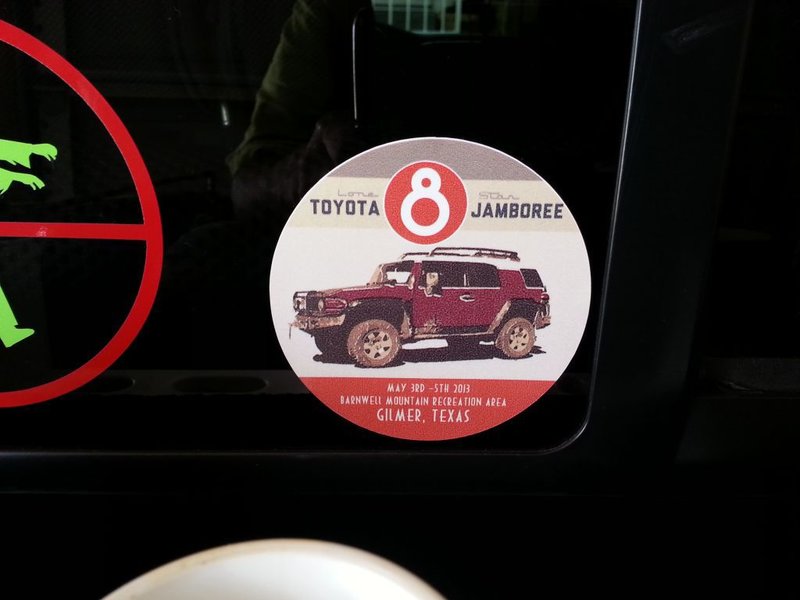 Lone Star
TOYOTA 8 JAMBOREE
MAY 3RD -5TH 2013
BARNWELL MOUNTAIN RECREATION AREA
GILMER, TEXAS